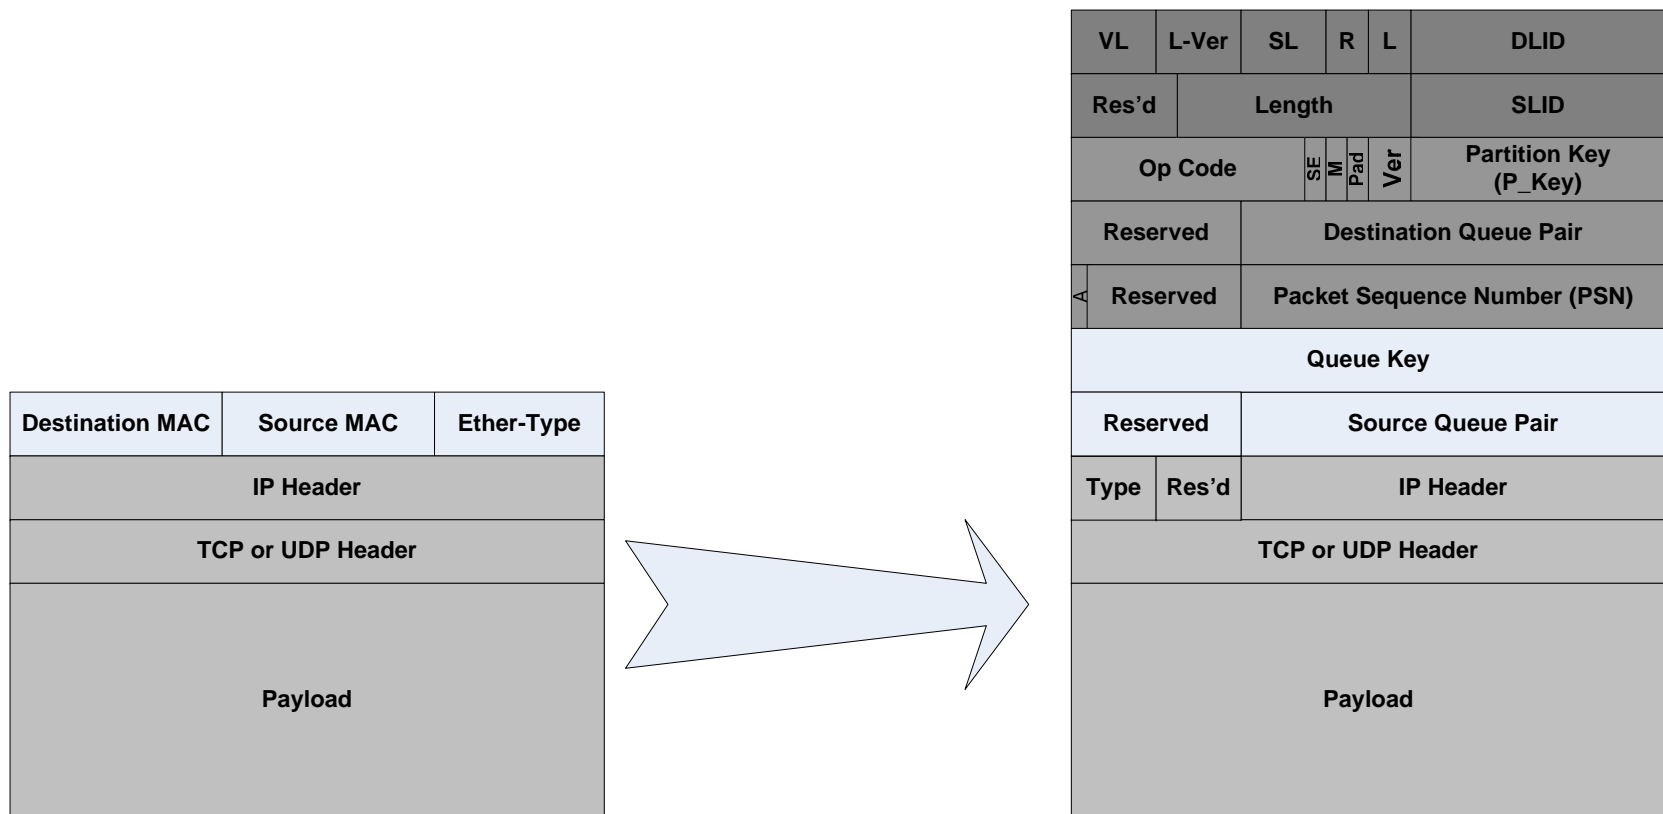 Destination MAC
Source MAC
Ether-Type
IP Header
TCP or UDP Header
Payload
VL
L-Ver
SL
R
L
DLID
Res’d
Length
SLID
Op Code
SE
M
Pad
Ver
Partition Key
(P_Key)
Reserved
Destination Queue Pair
A
Reserved
Packet Sequence Number (PSN)
Queue Key
Reserved
Source Queue Pair
Type
Res’d
IP Header
TCP or UDP Header
Payload